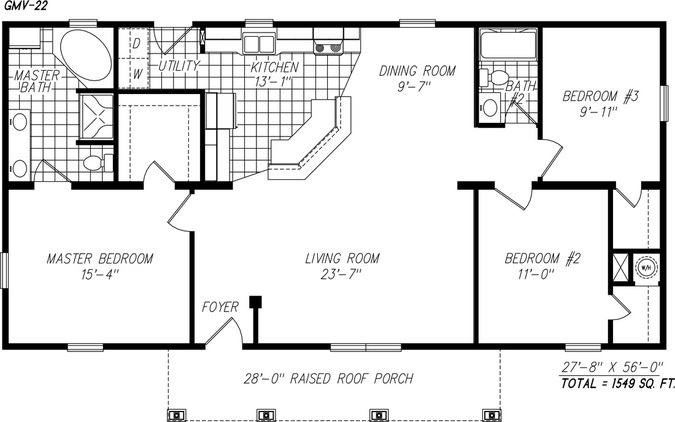 GMV-22
D
W
UTILITY
MASTER
BATH
KITCHEN
13'-1"
DINING ROOM
9'-7"
BATH
#2
BEDROOM #3
9'-11"
MASTER BEDROOM
15'-4"
LIVING ROOM
23'-7"
BEDROOM #2
11'-0"
W/H
FOYER
28'-0" RAISED ROOF PORCH
27'-8" X 56'-0"
TOTAL = 1549 SQ. FT.